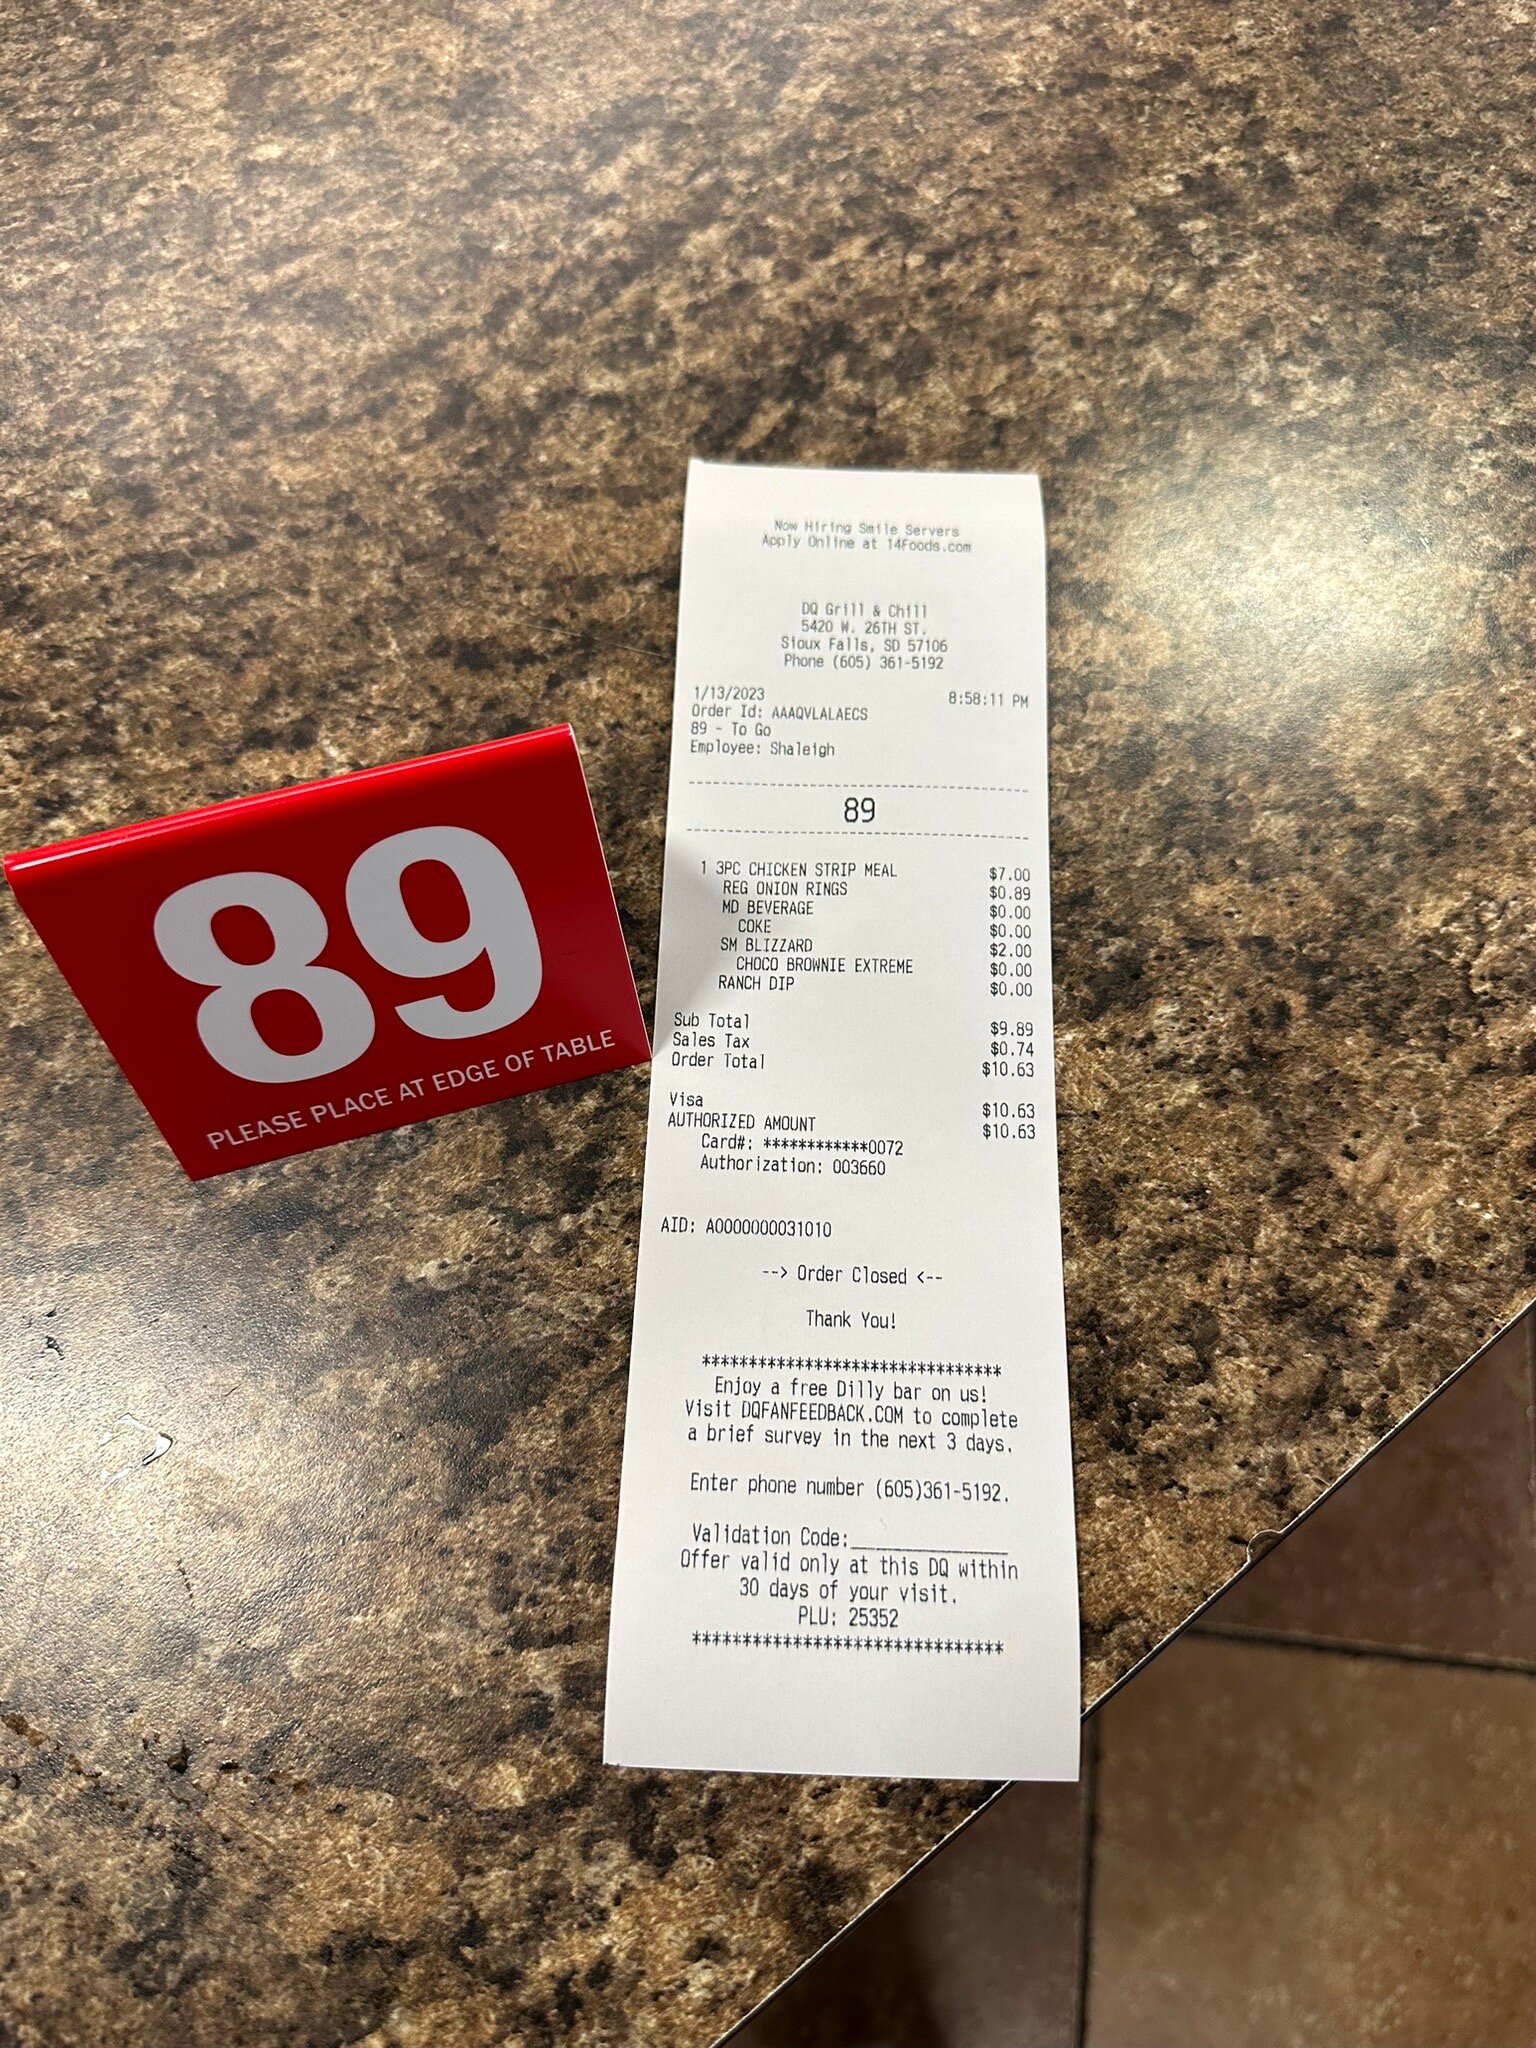 89
PLEASE PLACE AT EDGE OF TABLE
Now Hiring Smile Servers
Apply Online at 14Foods.com
DQ Grill & Chill
5420 W. 26TH ST.
Sioux Falls, SD 57106
Phone (605) 361-5192
1/13/2023 8:58:11 PM
Order Id: AAAQVLALAECS
89 - To Go
Employee: Shaleigh
--------------------------------
89
--------------------------------
1 3PC CHICKEN STRIP MEAL $7.00
REG ONION RINGS $0.89
MD BEVERAGE $0.00
COKE $0.00
SM BLIZZARD $2.00
CHOCO BROWNIE EXTREME $0.00
RANCH DIP $0.00
Sub Total $9.89
Sales Tax $0.74
Order Total $10.63
Visa $10.63
AUTHORIZED AMOUNT $10.63
Card#: ************0072
Authorization: 003660
AID: A0000000031010
--> Order Closed <--
Thank You!
********************************
Enjoy a free Dilly bar on us!
Visit DQFANFEEDBACK.COM to complete
a brief survey in the next 3 days.
Enter phone number (605)361-5192.
Validation Code:______________
Offer valid only at this DQ within
30 days of your visit.
PLU: 25352
********************************